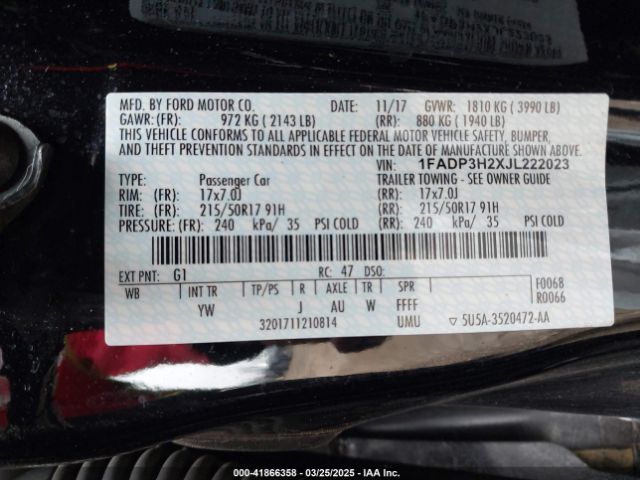 MFD. BY FORD MOTOR CO. DATE: 11/17 GVWR: 1810 KG ( 3990 LB)
GAWR: (FR): 972 KG ( 2143 LB) (RR): 880 KG ( 1940 LB)
THIS VEHICLE CONFORMS TO ALL APPLICABLE FEDERAL MOTOR VEHICLE SAFETY, BUMPER,
AND THEFT PREVENTION STANDARDS IN EFFECT ON THE DATE OF MANUFACTURE SHOWN ABOVE.
VIN: 1FADP3H2XJL222023
TYPE: Passenger Car TRAILER TOWING - SEE OWNER GUIDE
RIM: (FR): 17x7.0J (RR): 17x7.0J
TIRE: (FR): 215/50R17 91H (RR): 215/50R17 91H
PRESSURE: (FR): 240 kPa/ 35 PSI COLD (RR): 240 kPa/ 35 PSI COLD
EXT PNT: G1 RC: 47 DSO:
WB INT TR TP/PS R AXLE TR SPR F0068
YW J AU W FFFF R0066
3201711210814 UMU ▽ 5U5A-3520472-AA
000-41866358 - 03/25/2025 - IAA Inc.